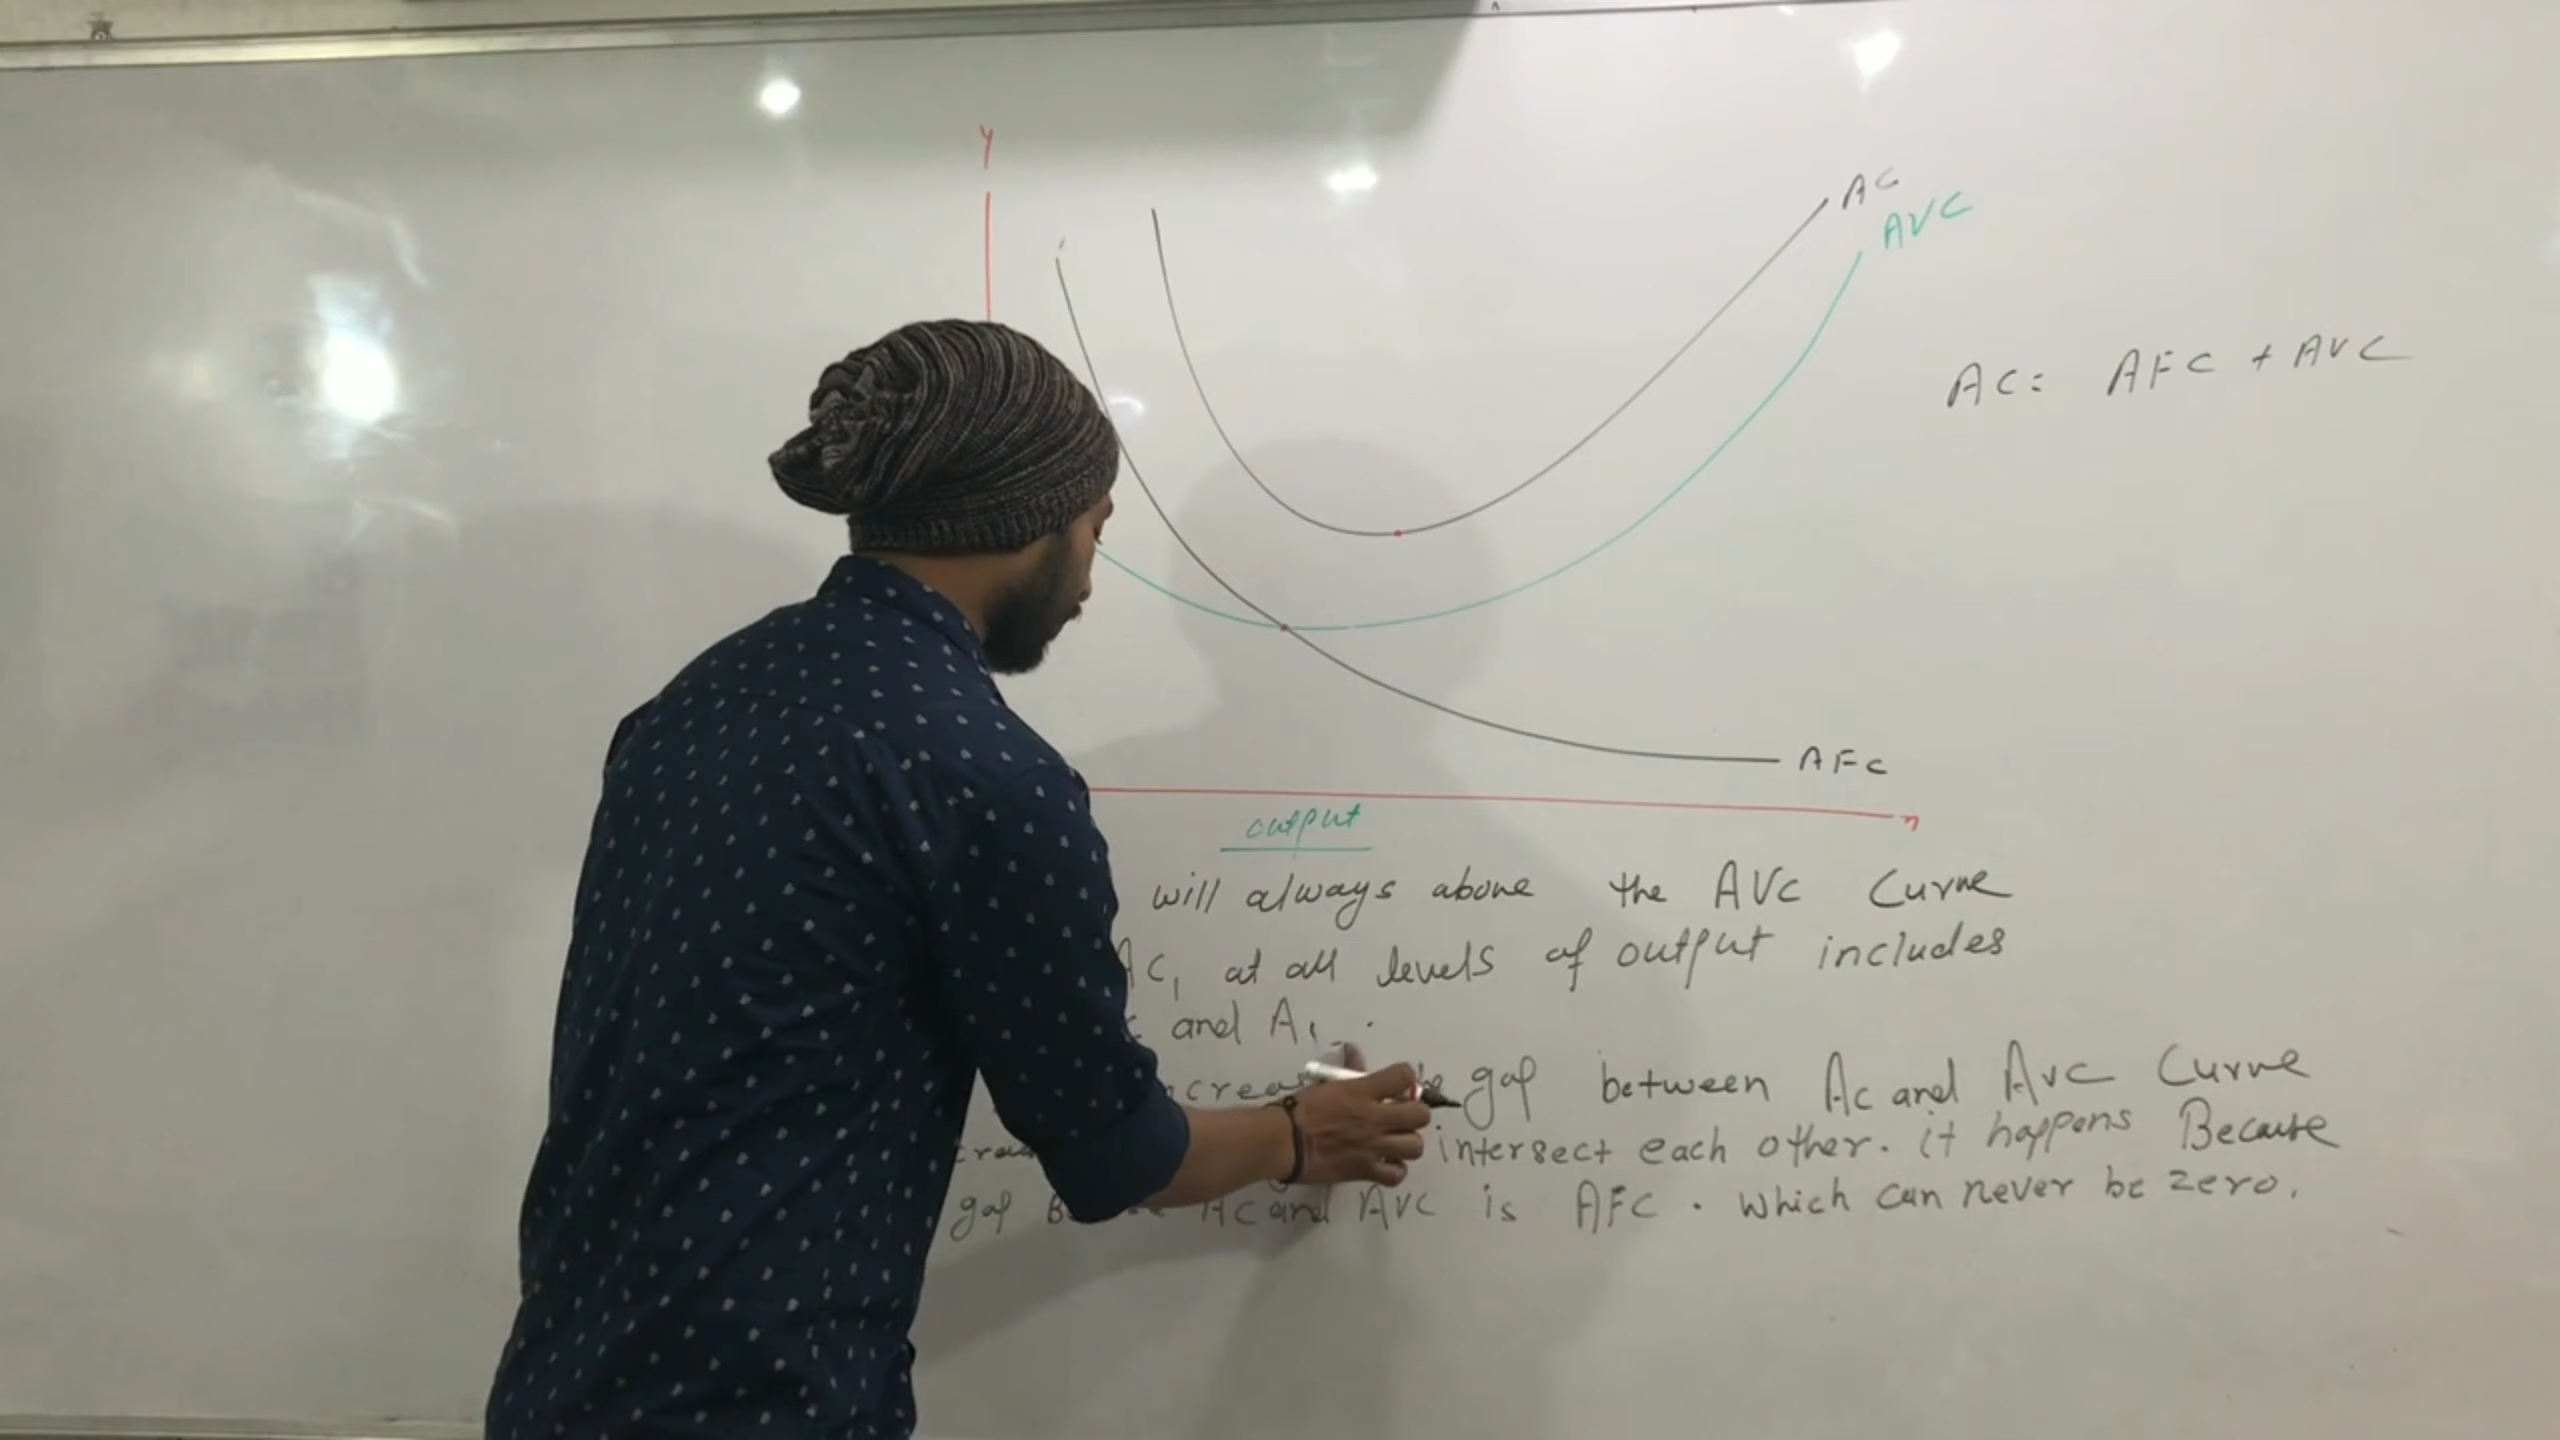 y
AC
AVC
AC = AFC + AVC
AFC
output
will always above the AVC Curve
AC, at all levels of output includes
and
gap between AC and AVC Curve
intersect each other. it happens Because
gap AC and AVC is AFC. which can never be zero.